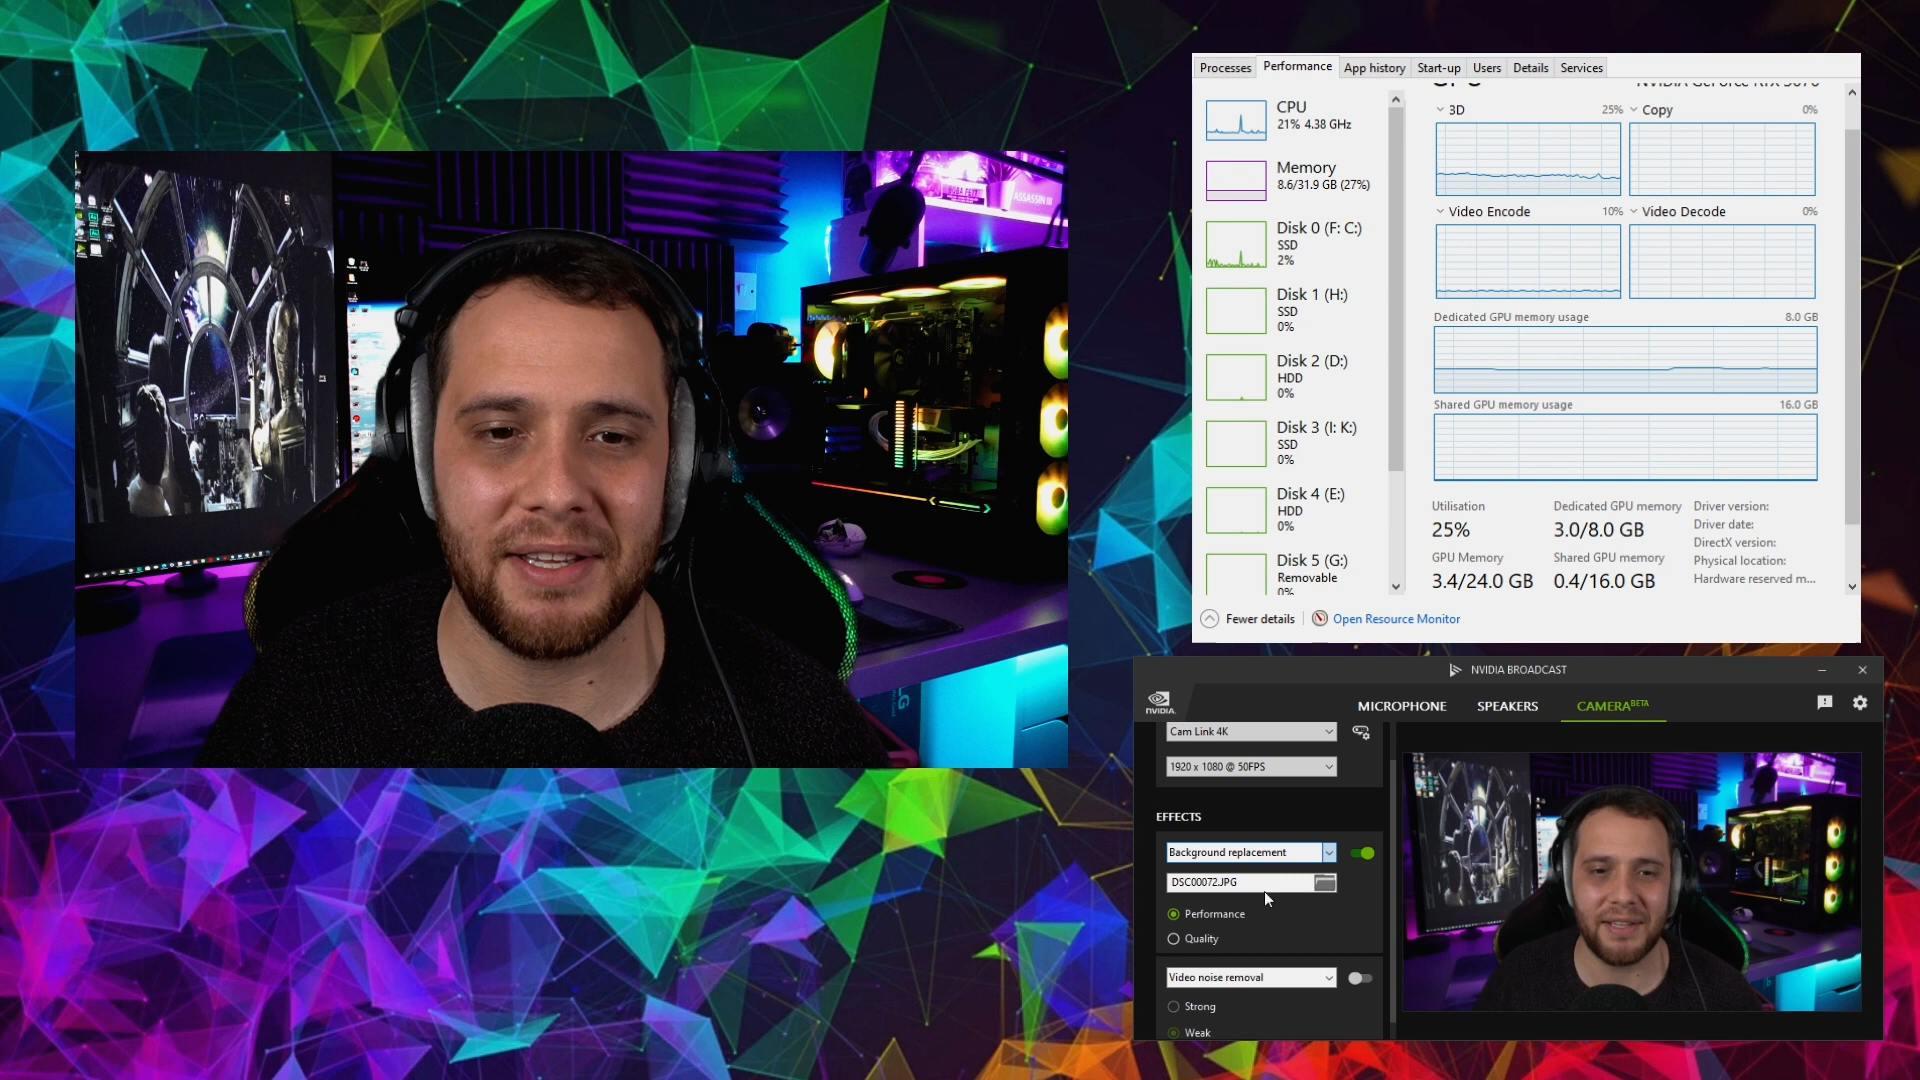 Processes Performance App history Start-up Users Details Services
CPU
21% 4.38 GHz
Memory
8.6/31.9 GB (27%)
Disk 0 (F: C:)
SSD
2%
Disk 1 (H:)
SSD
0%
Disk 2 (D:)
HDD
0%
Disk 3 (I: K:)
SSD
0%
Disk 4 (E:)
HDD
0%
Disk 5 (G:)
Removable
0%
3D 25% Copy 0%
Video Encode 10% Video Decode 0%
Dedicated GPU memory usage 8.0 GB
Shared GPU memory usage 16.0 GB
Utilisation
25%
Dedicated GPU memory
3.0/8.0 GB
GPU Memory
3.4/24.0 GB
Shared GPU memory
0.4/16.0 GB
Driver version:
Driver date:
DirectX version:
Physical location:
Hardware reserved m...
Fewer details
Open Resource Monitor
NVIDIA BROADCAST
NVIDIA.
MICROPHONE SPEAKERS CAMERA BETA
Cam Link 4K
1920 x 1080 @ 50FPS
EFFECTS
Background replacement
DSC00072.JPG
Performance
Quality
Video noise removal
Strong
Weak
ASSASSIN III